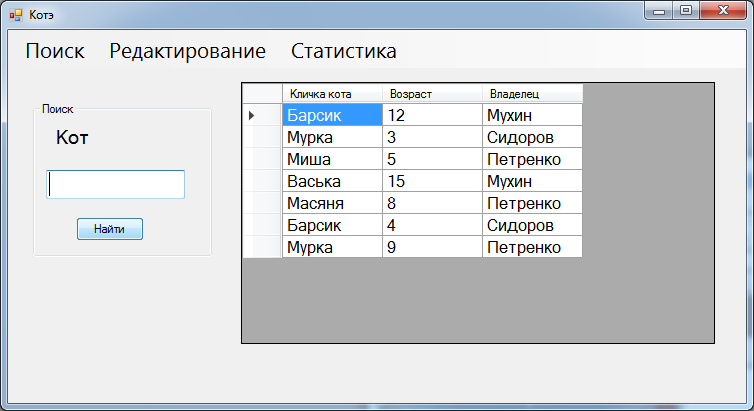 Котэ
Поиск Редактирование Статистика
Поиск
Кот
Найти
Кличка кота Возраст Владелец
Барсик 12 Мухин
Мурка 3 Сидоров
Миша 5 Петренко
Васька 15 Мухин
Масяня 8 Петренко
Барсик 4 Сидоров
Мурка 9 Петренко